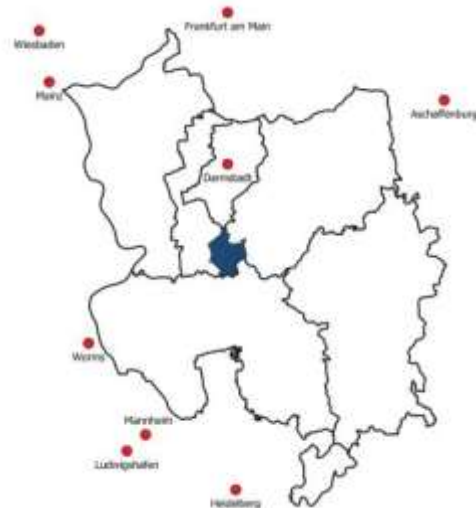 Frankfurt am Main
Wiesbaden
Mainz
Aschaffenburg
Darmstadt
Worms
Mannheim
Ludwigshafen
Heidelberg